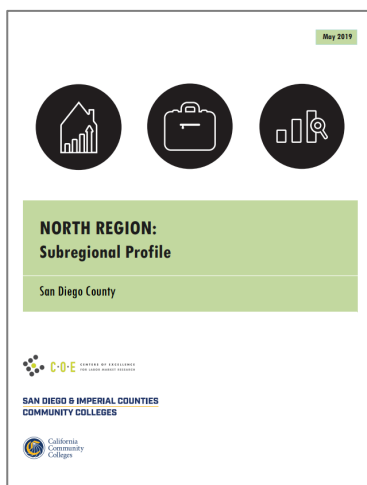 May 2019
NORTH REGION:
Subregional Profile
San Diego County
C·O·E CENTERS OF EXCELLENCE
FOR LABOR MARKET RESEARCH
SAN DIEGO & IMPERIAL COUNTIES
COMMUNITY COLLEGES
California
Community
Colleges